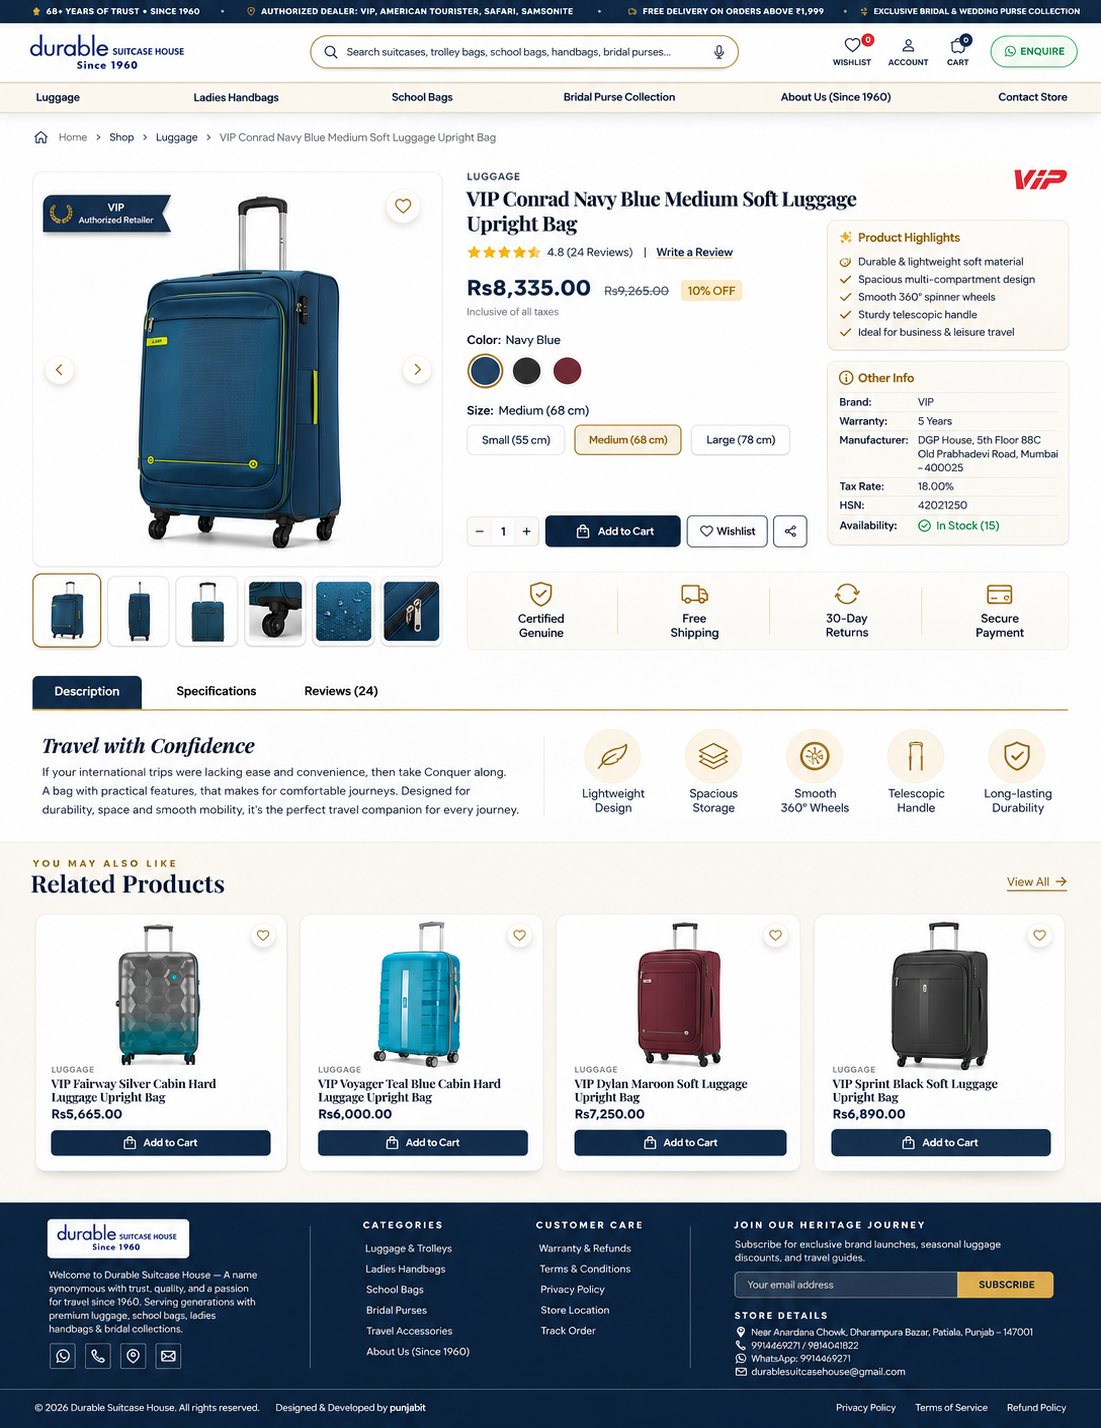 68+ YEARS OF TRUST • SINCE 1960
AUTHORIZED DEALER: VIP, AMERICAN TOURISTER, SAFARI, SAMSONITE
FREE DELIVERY ON ORDERS ABOVE ₹1,999
EXCLUSIVE BRIDAL & WEDDING PURSE COLLECTION
durable SUITCASE HOUSE
Since 1960
Search suitcases, trolley bags, school bags, handbags, bridal purses...
0
WISHLIST
ACCOUNT
0
CART
ENQUIRE
Luggage
Ladies Handbags
School Bags
Bridal Purse Collection
About Us (Since 1960)
Contact Store
Home > Shop > Luggage > VIP Conrad Navy Blue Medium Soft Luggage Upright Bag
VIP
Authorized Retailer
LUGGAGE
VIP
VIP Conrad Navy Blue Medium Soft Luggage
Upright Bag
4.8 (24 Reviews) | Write a Review
Rs8,335.00 Rs9,265.00 10% OFF
Inclusive of all taxes
Color: Navy Blue
Size: Medium (68 cm)
Small (55 cm)
Medium (68 cm)
Large (78 cm)
− 1 +
Add to Cart
Wishlist
Product Highlights
Durable & lightweight soft material
Spacious multi-compartment design
Smooth 360° spinner wheels
Sturdy telescopic handle
Ideal for business & leisure travel
Other Info
Brand: VIP
Warranty: 5 Years
Manufacturer: DGP House, 5th Floor 88C
Old Prabhadevi Road, Mumbai
- 400025
Tax Rate: 18.00%
HSN: 42021250
Availability: In Stock (15)
Certified
Genuine
Free
Shipping
30-Day
Returns
Secure
Payment
Description
Specifications
Reviews (24)
Travel with Confidence
If your international trips were lacking ease and convenience, then take Conquer along.
A bag with practical features, that makes for comfortable journeys. Designed for
durability, space and smooth mobility, it's the perfect travel companion for every journey.
Lightweight
Design
Spacious
Storage
Smooth
360° Wheels
Telescopic
Handle
Long-lasting
Durability
YOU MAY ALSO LIKE
Related Products
View All →
LUGGAGE
VIP Fairway Silver Cabin Hard
Luggage Upright Bag
Rs5,665.00
Add to Cart
LUGGAGE
VIP Voyager Teal Blue Cabin Hard
Luggage Upright Bag
Rs6,000.00
Add to Cart
LUGGAGE
VIP Dylan Maroon Soft Luggage
Upright Bag
Rs7,250.00
Add to Cart
LUGGAGE
VIP Sprint Black Soft Luggage
Upright Bag
Rs6,890.00
Add to Cart
durable SUITCASE HOUSE
Since 1960
Welcome to Durable Suitcase House — A name
synonymous with trust, quality, and a passion
for travel since 1960. Serving generations with
premium luggage, school bags, ladies
handbags & bridal collections.
CATEGORIES
Luggage & Trolleys
Ladies Handbags
School Bags
Bridal Purses
Travel Accessories
About Us (Since 1960)
CUSTOMER CARE
Warranty & Refunds
Terms & Conditions
Privacy Policy
Store Location
Track Order
JOIN OUR HERITAGE JOURNEY
Subscribe for exclusive brand launches, seasonal luggage
discounts, and travel guides.
Your email address
SUBSCRIBE
STORE DETAILS
Near Anardana Chowk, Dharampura Bazar, Patiala, Punjab – 147001
9914469271 / 9814041822
WhatsApp: 9914469271
durablesuitcasehouse@gmail.com
© 2026 Durable Suitcase House. All rights reserved.
Designed & Developed by punjabit
Privacy Policy
Terms of Service
Refund Policy